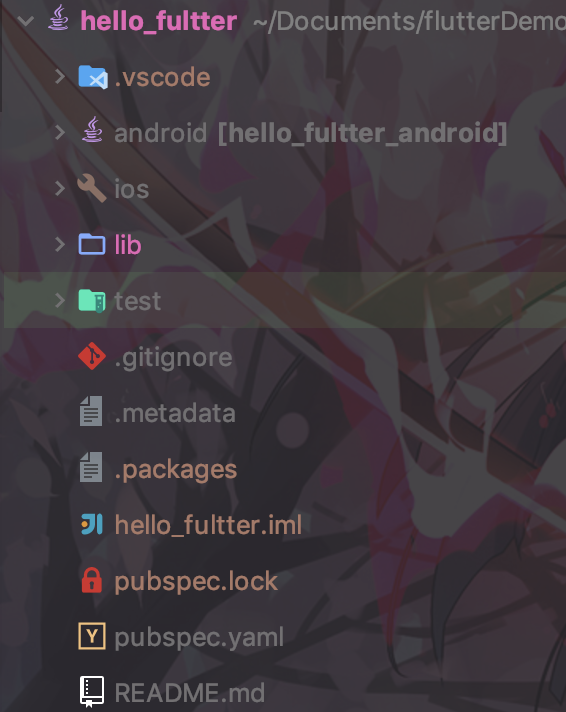 hello_fultter ~/Documents/flutterDemo
.vscode
android [hello_fultter_android]
ios
lib
test
.gitignore
.metadata
.packages
hello_fultter.iml
pubspec.lock
Y pubspec.yaml
README.md